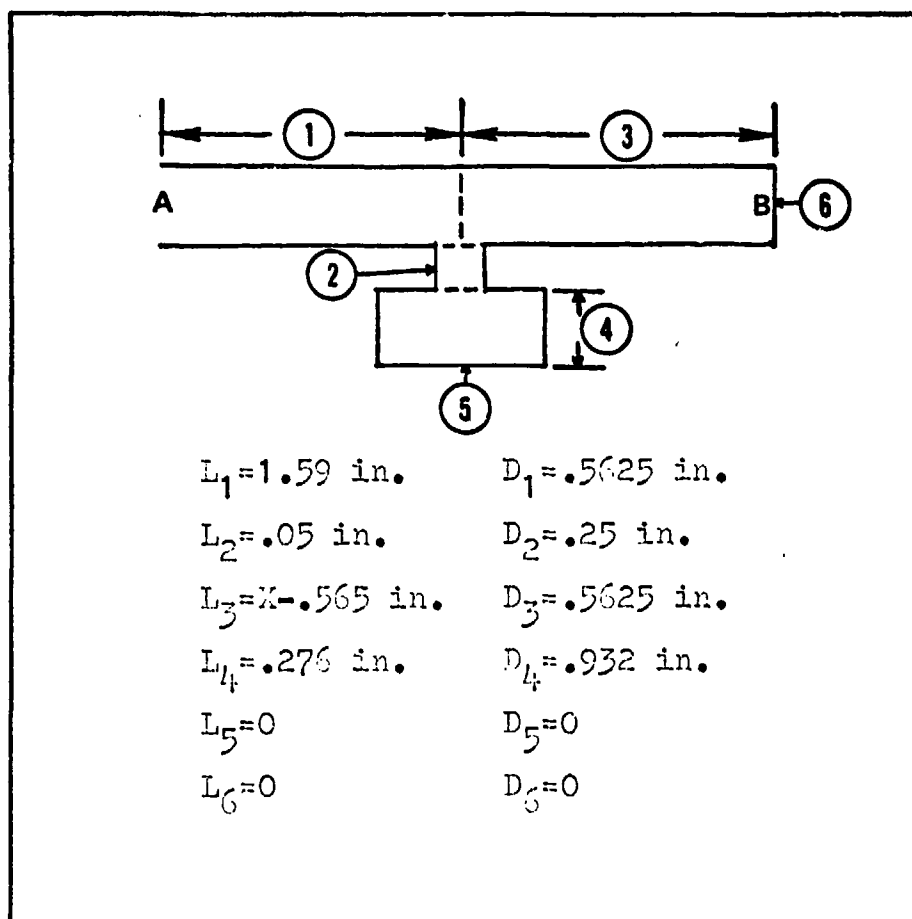 1 3
A B 6
2
4
5
L₁=1.59 in. D₁=.5625 in.
L₂=.05 in. D₂=.25 in.
L₃=X-.565 in. D₃=.5625 in.
L₄=.276 in. D₄=.932 in.
L₅=0 D₅=0
L₆=0 D₆=0